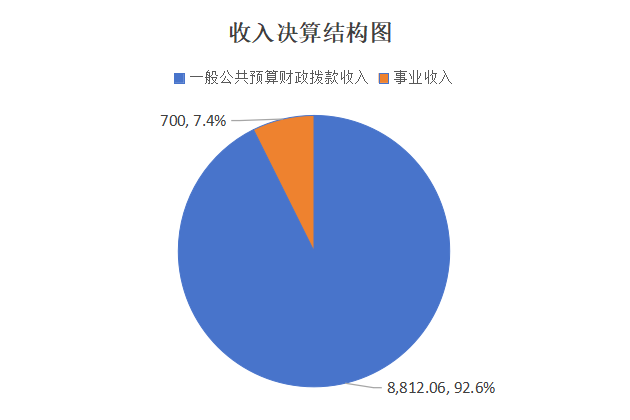 收入决算结构图
一般公共预算财政拨款收入 事业收入
700, 7.4%
8,812.06, 92.6%